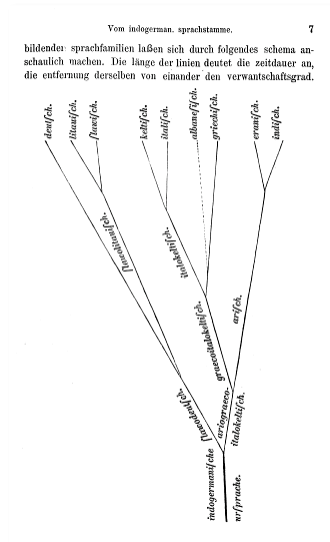 Vom indogerman. sprachstamme. 7
bildender sprachfamilien laßen sich durch folgendes schema an-
schaulich machen. Die länge der linien deutet die zeitdauer an,
die entfernung derselben von einander den verwantschaftsgrad.
deutſch.
litauiſch.
ſlawiſch.
keltiſch.
italiſch.
albaneſiſch.
griechiſch.
eraniſch.
indiſch.
ſlawolitauiſch.
italokeltiſch.
graecoitalokeltiſch.
ariſch.
ſlawodeutſch.
ariograeco-
italokeltiſch.
indogermaniſche
urſprache.